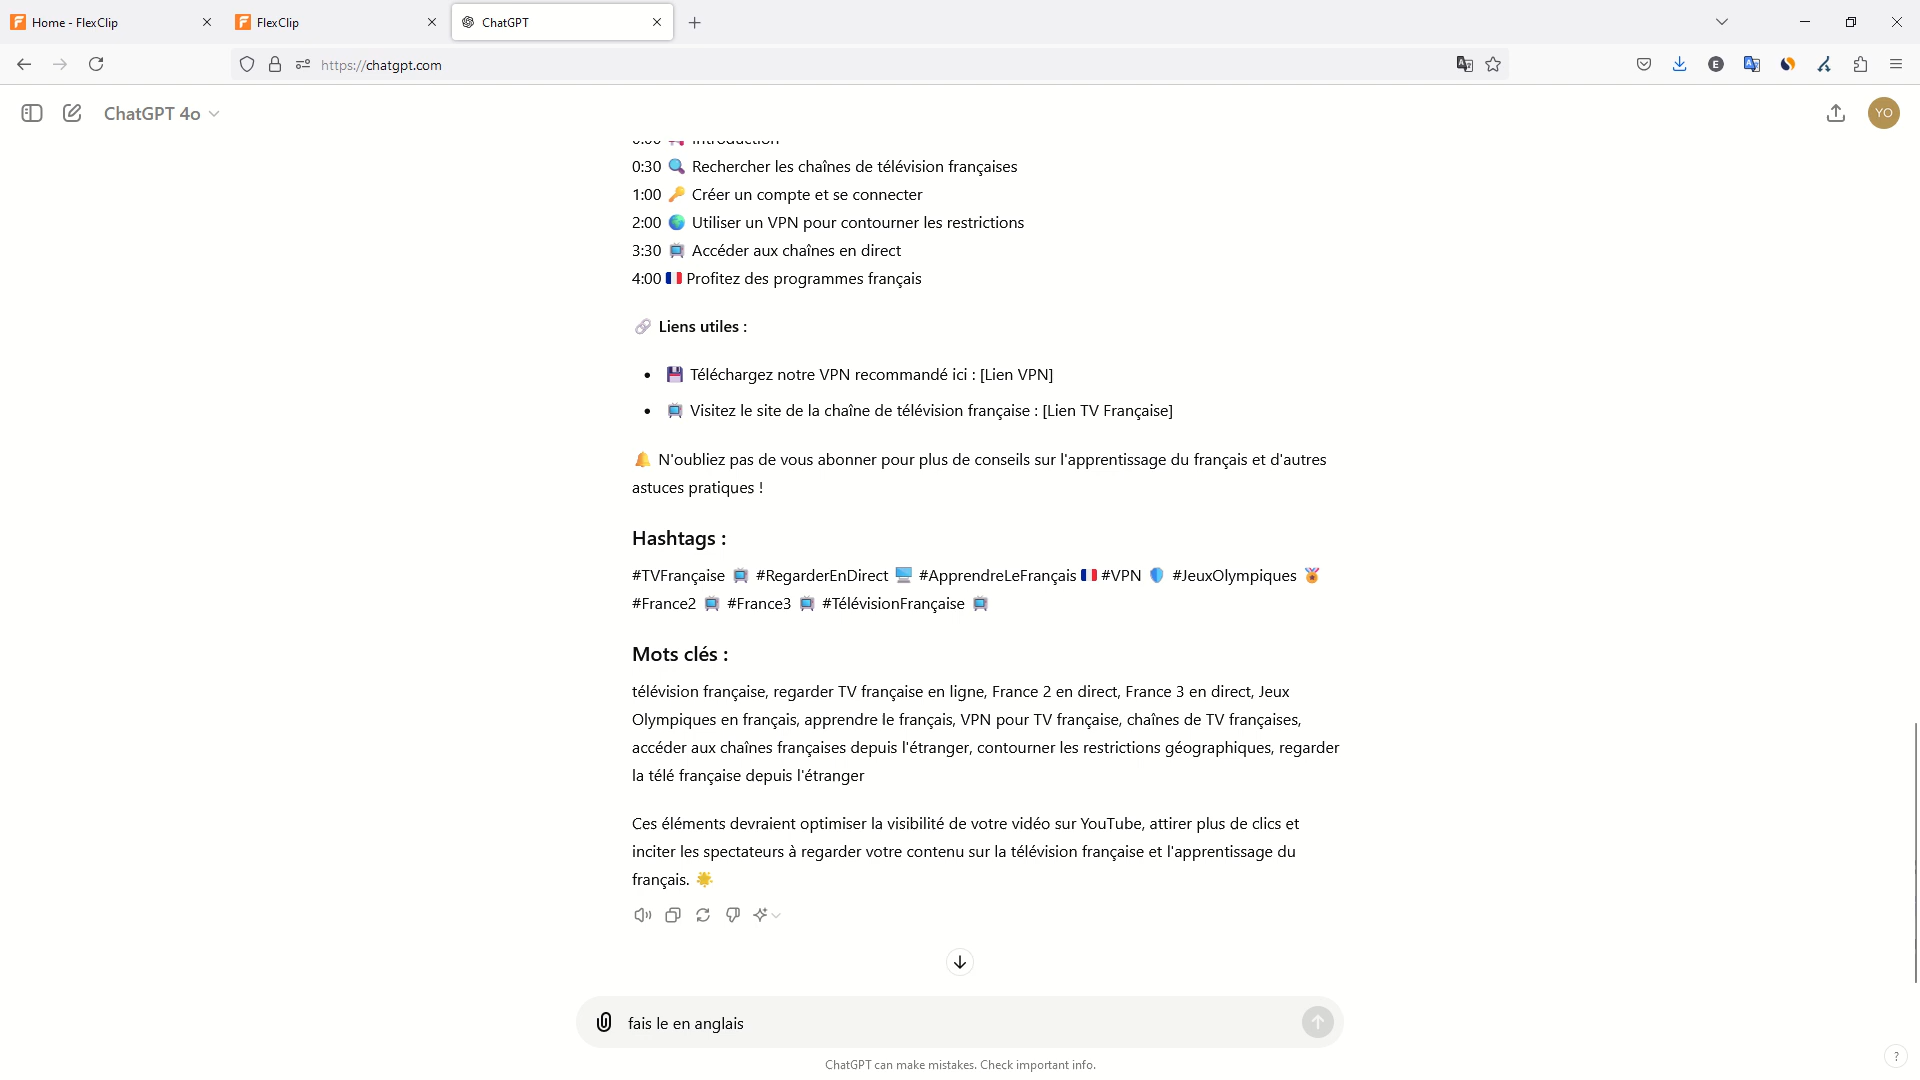 Home - FlexClip
FlexClip
ChatGPT
https://chatgpt.com
E
ChatGPT 4o
YO
0:00 Introduction
0:30 🔍 Rechercher les chaînes de télévision françaises
1:00 🔑 Créer un compte et se connecter
2:00 🌍 Utiliser un VPN pour contourner les restrictions
3:30 📺 Accéder aux chaînes en direct
4:00 🇫🇷 Profitez des programmes français
🔗 Liens utiles :
• 💾 Téléchargez notre VPN recommandé ici : [Lien VPN]
• 📺 Visitez le site de la chaîne de télévision française : [Lien TV Française]
🔔 N'oubliez pas de vous abonner pour plus de conseils sur l'apprentissage du français et d'autres
astuces pratiques !
Hashtags :
#TVFrançaise 📺 #RegarderEnDirect 🖥️ #ApprendreLeFrançais 🇫🇷 #VPN 🛡️ #JeuxOlympiques 🏅
#France2 📺 #France3 📺 #TélévisionFrançaise 📺
Mots clés :
télévision française, regarder TV française en ligne, France 2 en direct, France 3 en direct, Jeux
Olympiques en français, apprendre le français, VPN pour TV française, chaînes de TV françaises,
accéder aux chaînes françaises depuis l'étranger, contourner les restrictions géographiques, regarder
la télé française depuis l'étranger
Ces éléments devraient optimiser la visibilité de votre vidéo sur YouTube, attirer plus de clics et
inciter les spectateurs à regarder votre contenu sur la télévision française et l'apprentissage du
français. 🌟
fais le en anglais
ChatGPT can make mistakes. Check important info.
?